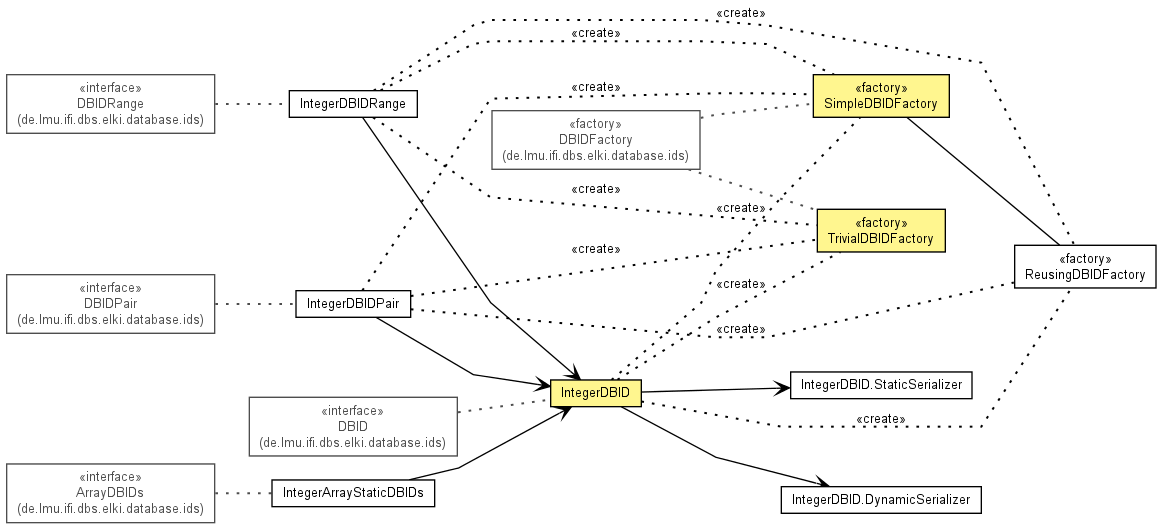 «create»
«create»
«interface»
DBIDRange
(de.lmu.ifi.dbs.elki.database.ids)
IntegerDBIDRange
«create»
«factory»
SimpleDBIDFactory
«factory»
DBIDFactory
(de.lmu.ifi.dbs.elki.database.ids)
«create»
«create»
«factory»
TrivialDBIDFactory
«create»
«factory»
ReusingDBIDFactory
«create»
«interface»
DBIDPair
(de.lmu.ifi.dbs.elki.database.ids)
IntegerDBIDPair
«create»
IntegerDBID
IntegerDBID.StaticSerializer
«interface»
DBID
(de.lmu.ifi.dbs.elki.database.ids)
«create»
«interface»
ArrayDBIDs
(de.lmu.ifi.dbs.elki.database.ids)
IntegerArrayStaticDBIDs
IntegerDBID.DynamicSerializer